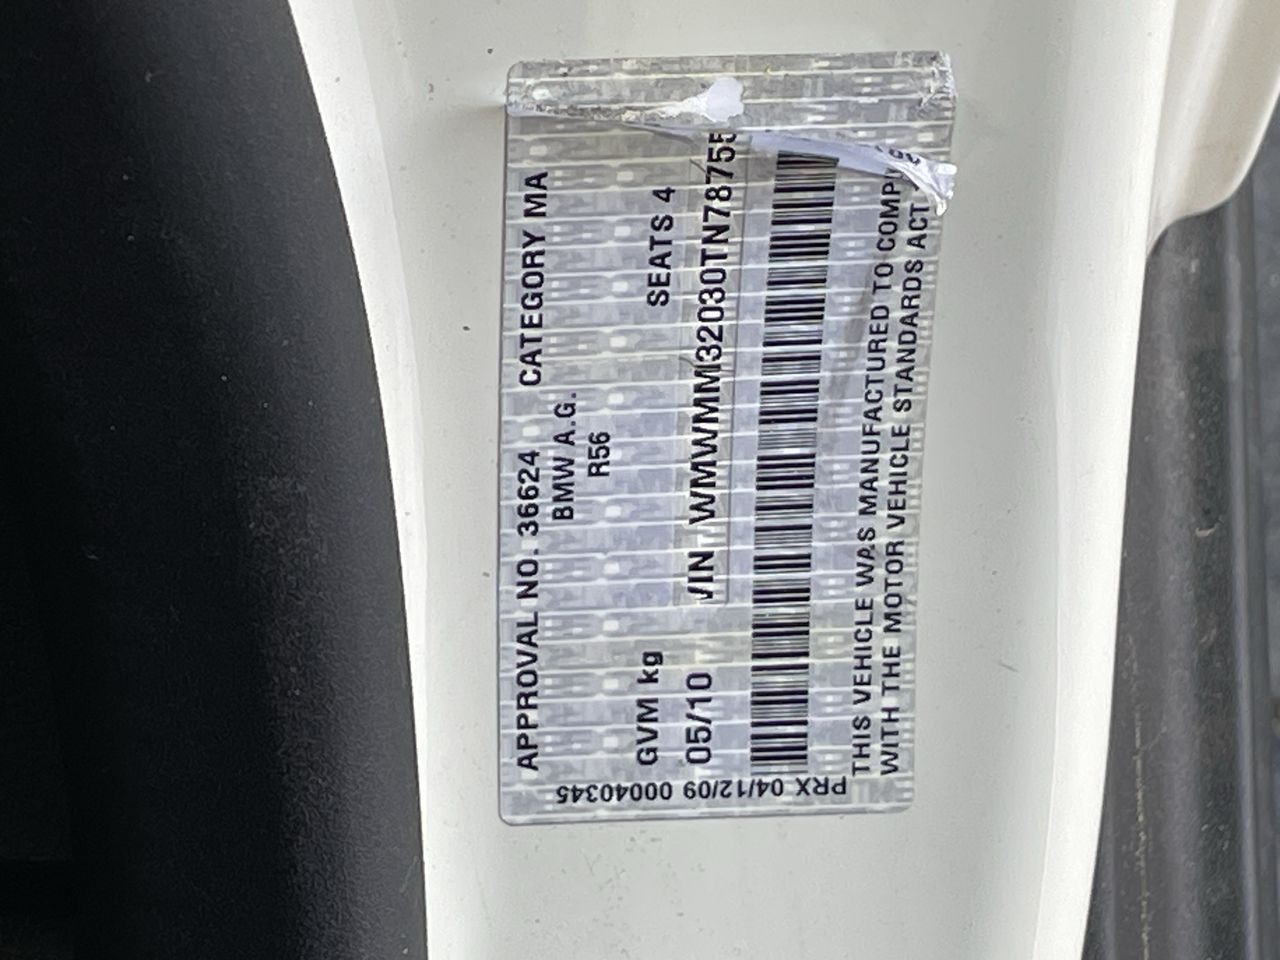 APPROVAL NO. 36624 CATEGORY MA
BMW A.G.
R56
GVM kg SEATS 4
05/10 VIN WMWMM32030TN78755
THIS VEHICLE WAS MANUFACTURED TO COMPLY
WITH THE MOTOR VEHICLE STANDARDS ACT
PRX 04/12/09 00040345